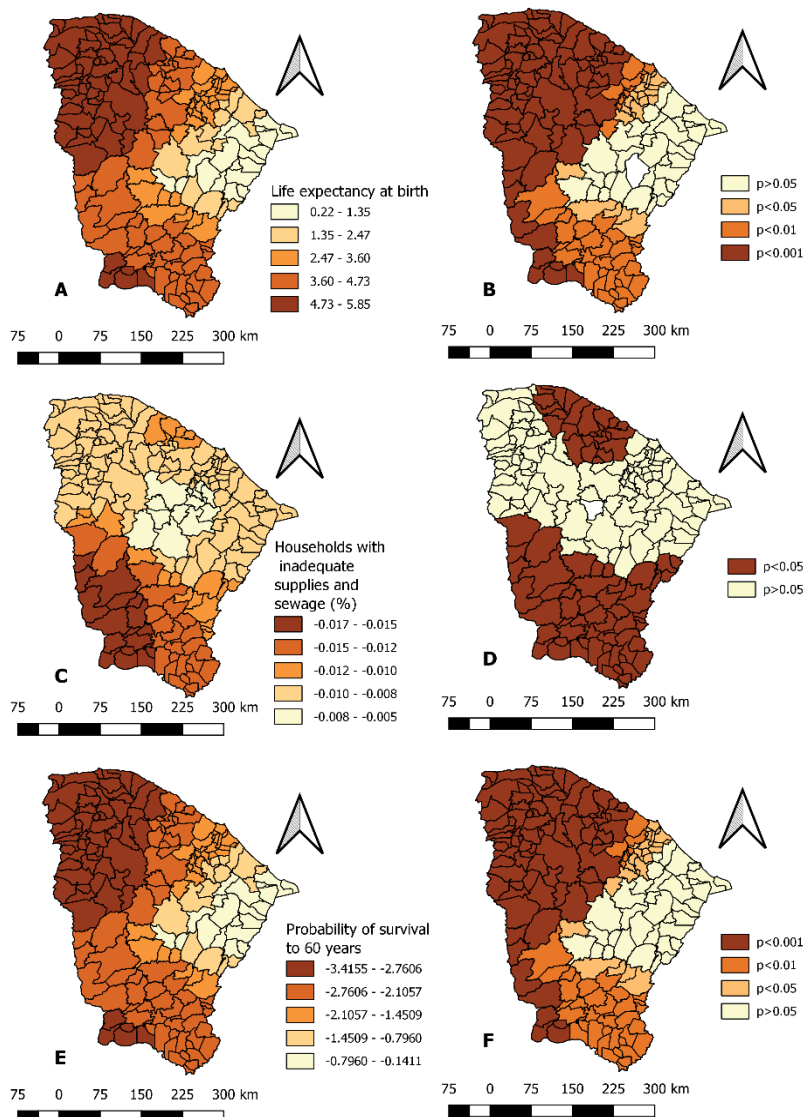 Life expectancy at birth
0.22 - 1.35
1.35 - 2.47
2.47 - 3.60
3.60 - 4.73
4.73 - 5.85
A
75 0 75 150 225 300 km
p>0.05
p<0.05
p<0.01
p<0.001
B
75 0 75 150 225 300 km
Households with
inadequate
supplies and
sewage (%)
-0.017 - -0.015
-0.015 - -0.012
-0.012 - -0.010
-0.010 - -0.008
-0.008 - -0.005
C
75 0 75 150 225 300 km
p<0.05
p>0.05
D
75 0 75 150 225 300 km
Probability of survival
to 60 years
-3.4155 - -2.7606
-2.7606 - -2.1057
-2.1057 - -1.4509
-1.4509 - -0.7960
-0.7960 - -0.1411
E
75 0 75 150 225 300 km
p<0.001
p<0.01
p<0.05
p>0.05
F
75 0 75 150 225 300 km